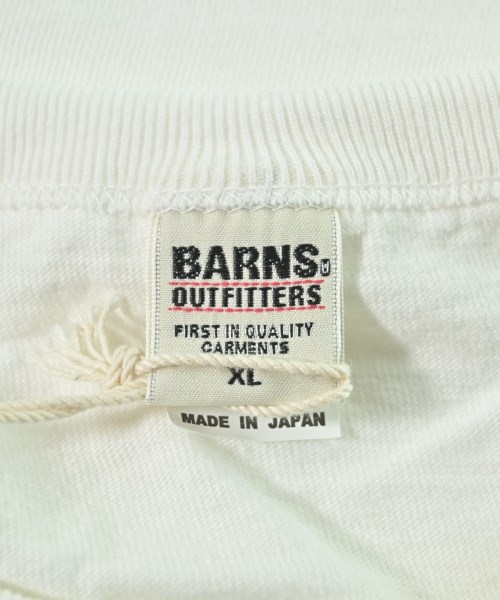 BARNS
OUTFITTERS
FIRST IN QUALITY
GARMENTS
XL
MADE IN JAPAN